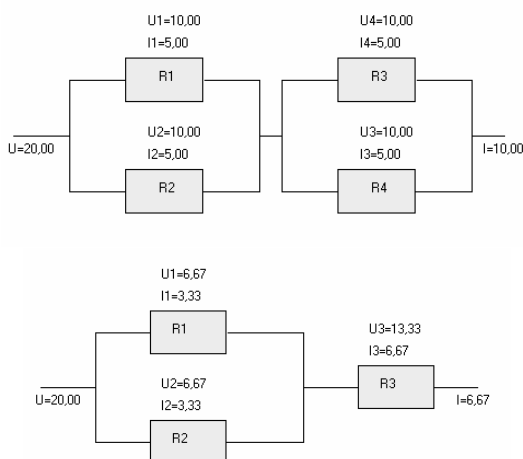 U1=10,00
I1=5,00
R1
U4=10,00
I4=5,00
R3
U=20,00
U2=10,00
I2=5,00
R2
U3=10,00
I3=5,00
R4
I=10,00
U1=6,67
I1=3,33
R1
U3=13,33
I3=6,67
R3
U=20,00
U2=6,67
I2=3,33
R2
I=6,67